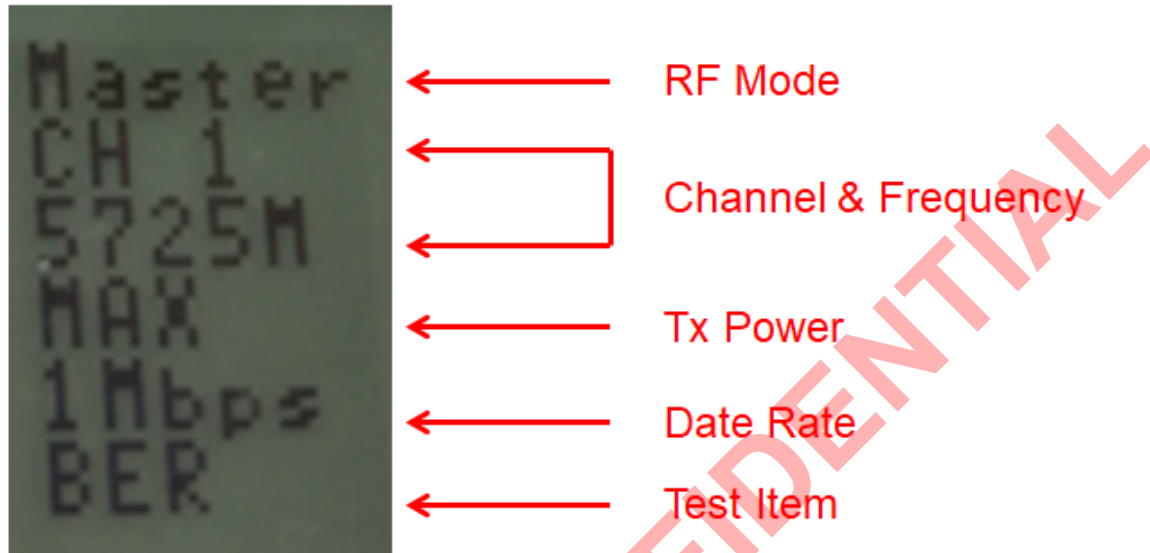 Master
CH 1
5725M
MAX
1Mbps
BER
RF Mode
Channel & Frequency
Tx Power
Date Rate
Test Item